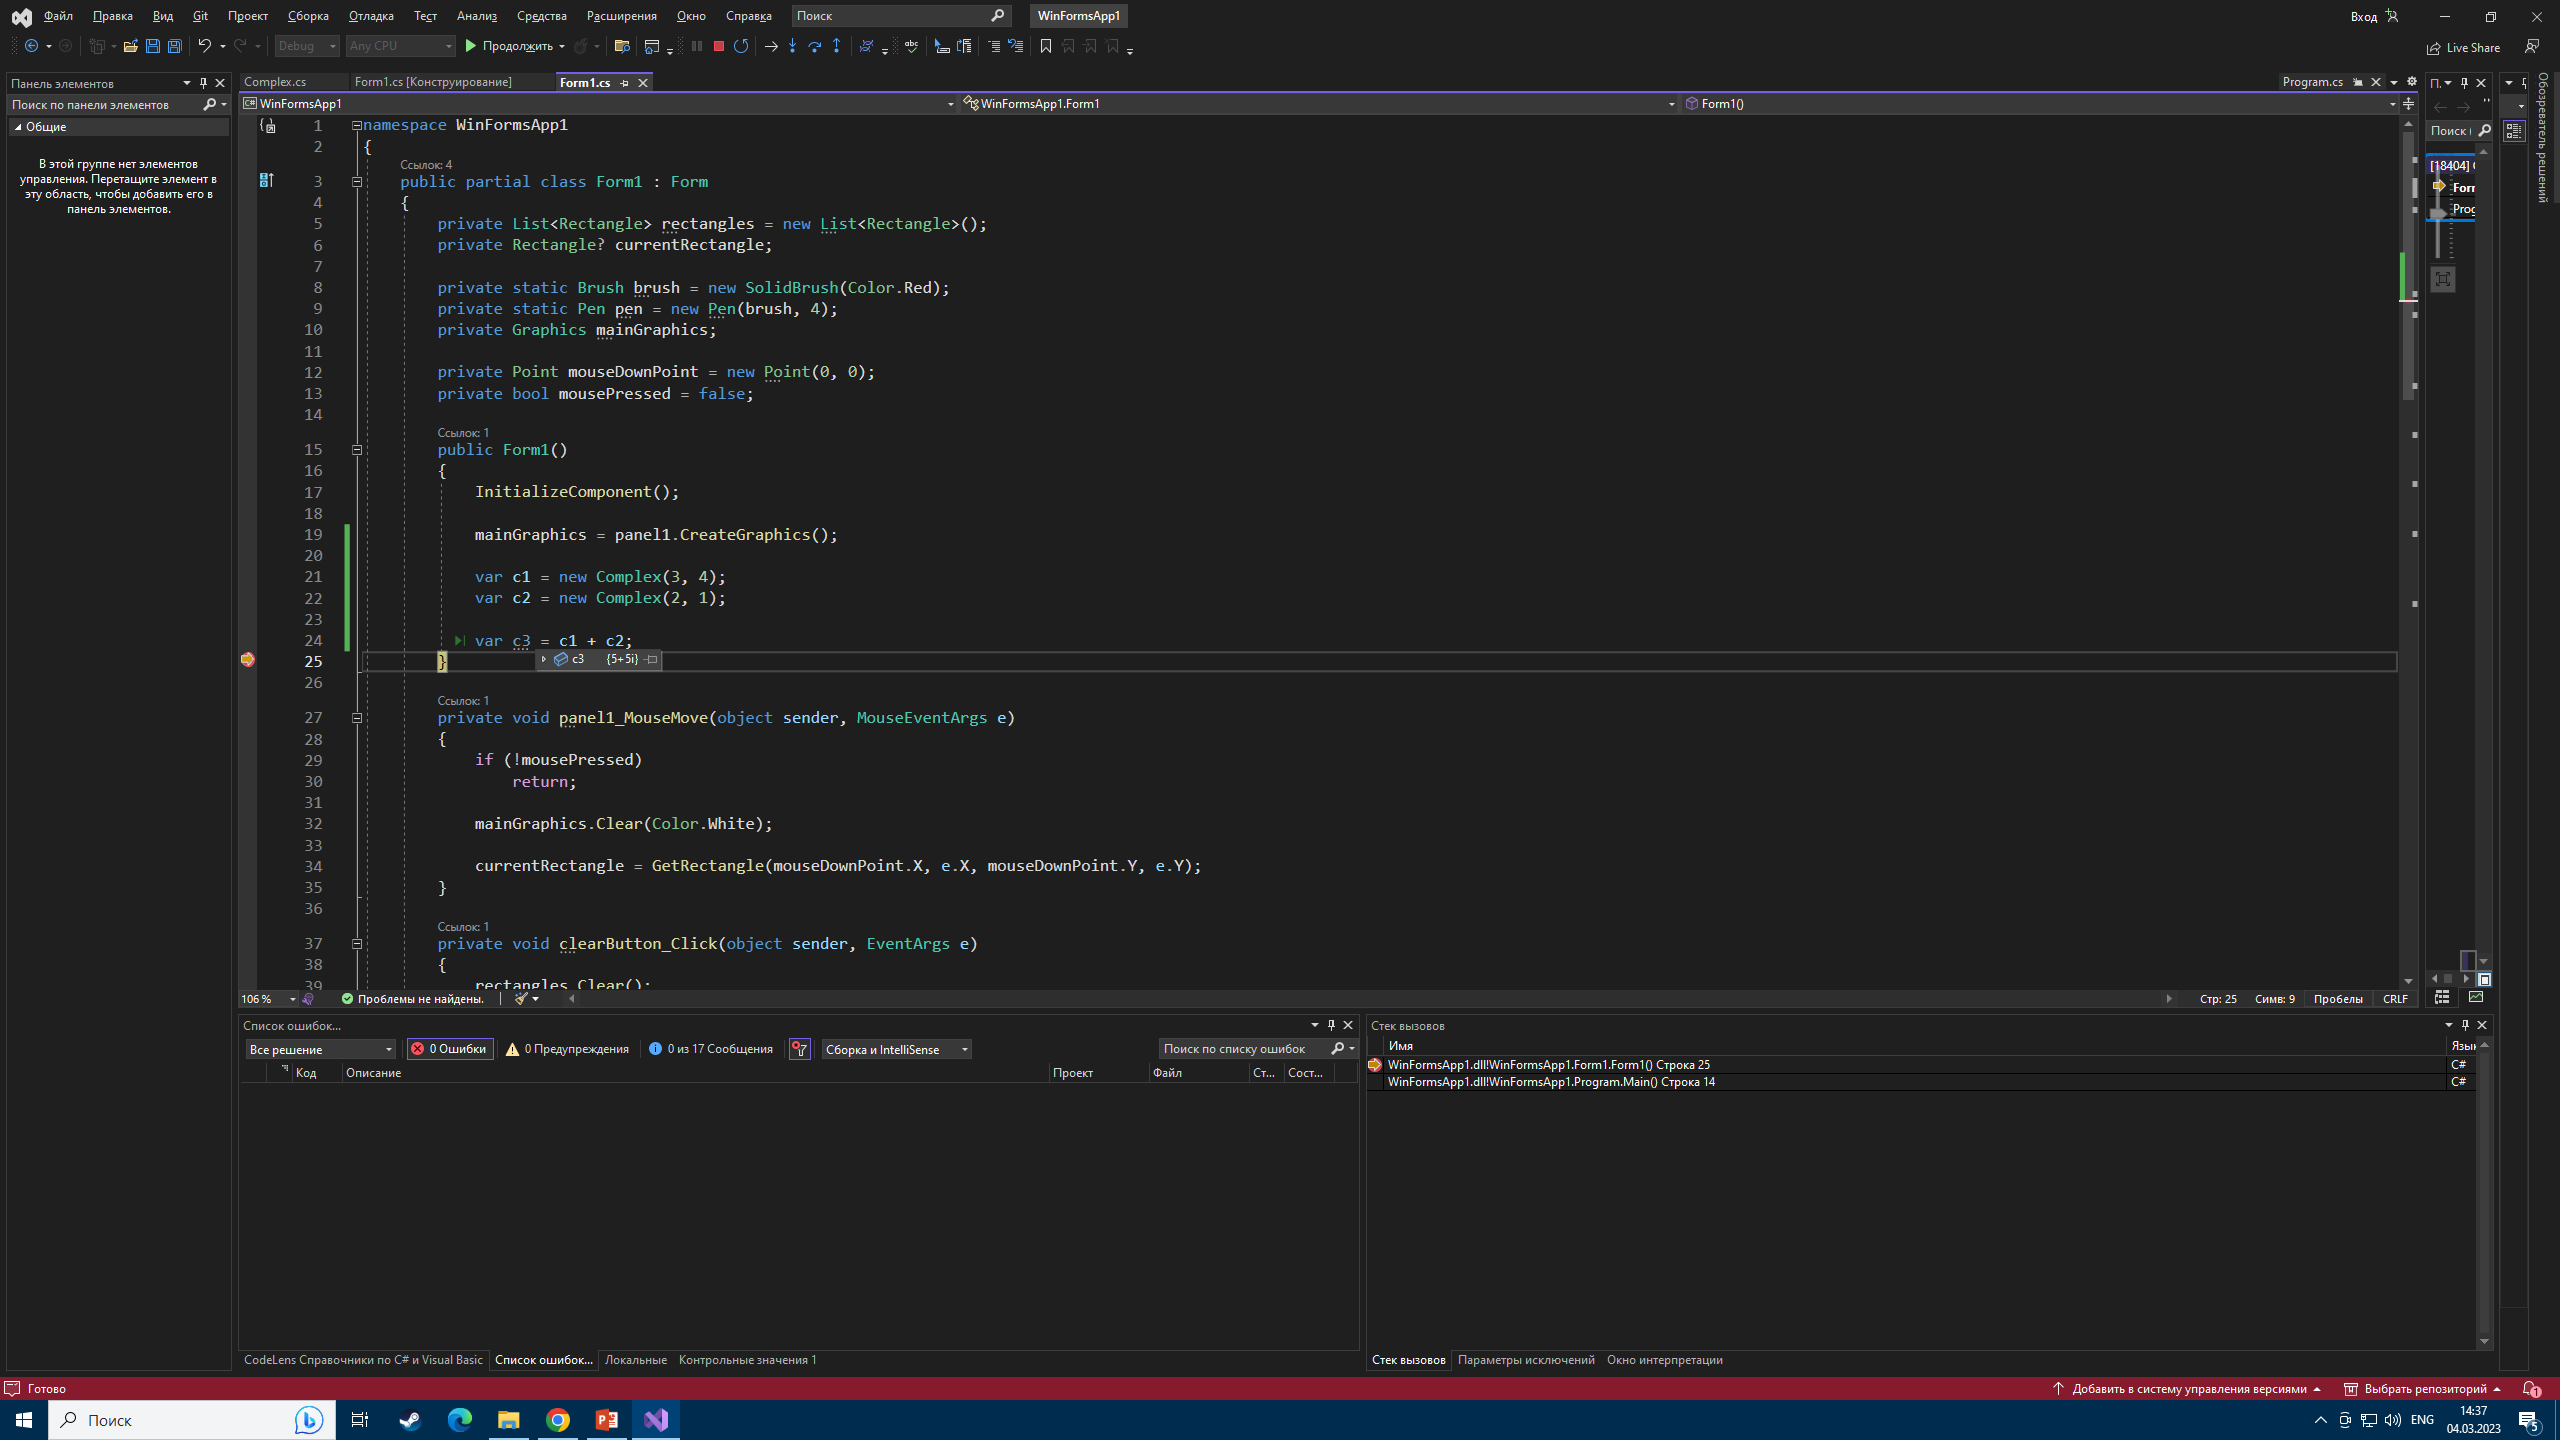 Файл Правка Вид Git Проект Сборка Отладка Тест Анализ Средства Расширения Окно Справка Поиск WinFormsApp1 Вход
Debug Any CPU Продолжить Live Share
Панель элементов
Поиск по панели элементов
Общие
В этой группе нет элементов
управления. Перетащите элемент в
эту область, чтобы добавить его в
панель элементов.
Complex.cs Form1.cs [Конструирование] Form1.cs Program.cs
WinFormsApp1 WinFormsApp1.Form1 Form1()
1 namespace WinFormsApp1
2 {
Ссылок: 4
3 public partial class Form1 : Form
4 {
5 private List<Rectangle> rectangles = new List<Rectangle>();
6 private Rectangle? currentRectangle;
7
8 private static Brush brush = new SolidBrush(Color.Red);
9 private static Pen pen = new Pen(brush, 4);
10 private Graphics mainGraphics;
11
12 private Point mouseDownPoint = new Point(0, 0);
13 private bool mousePressed = false;
14
Ссылок: 1
15 public Form1()
16 {
17 InitializeComponent();
18
19 mainGraphics = panel1.CreateGraphics();
20
21 var c1 = new Complex(3, 4);
22 var c2 = new Complex(2, 1);
23
24 var c3 = c1 + c2;
25 } c3 {5+5i}
26
Ссылок: 1
27 private void panel1_MouseMove(object sender, MouseEventArgs e)
28 {
29 if (!mousePressed)
30 return;
31
32 mainGraphics.Clear(Color.White);
33
34 currentRectangle = GetRectangle(mouseDownPoint.X, e.X, mouseDownPoint.Y, e.Y);
35 }
36
Ссылок: 1
37 private void clearButton_Click(object sender, EventArgs e)
38 {
39 rectangles.Clear();
106 % Проблемы не найдены. Стр: 25 Симв: 9 Пробелы CRLF
П.
Поиск (
[18404]
Form
Prog
Обозреватель решений
Список ошибок...
Все решение 0 Ошибки 0 Предупреждения 0 из 17 Сообщения Сборка и IntelliSense Поиск по списку ошибок
Код Описание Проект Файл Ст... Сост...
CodeLens Справочники по C# и Visual Basic Список ошибок... Локальные Контрольные значения 1
Стек вызовов
Имя Язык
WinFormsApp1.dll!WinFormsApp1.Form1.Form1() Строка 25 C#
WinFormsApp1.dll!WinFormsApp1.Program.Main() Строка 14 C#
Стек вызовов Параметры исключений Окно интерпретации
Готово Добавить в систему управления версиями Выбрать репозиторий 1
Поиск ENG 14:37
04.03.2023 5